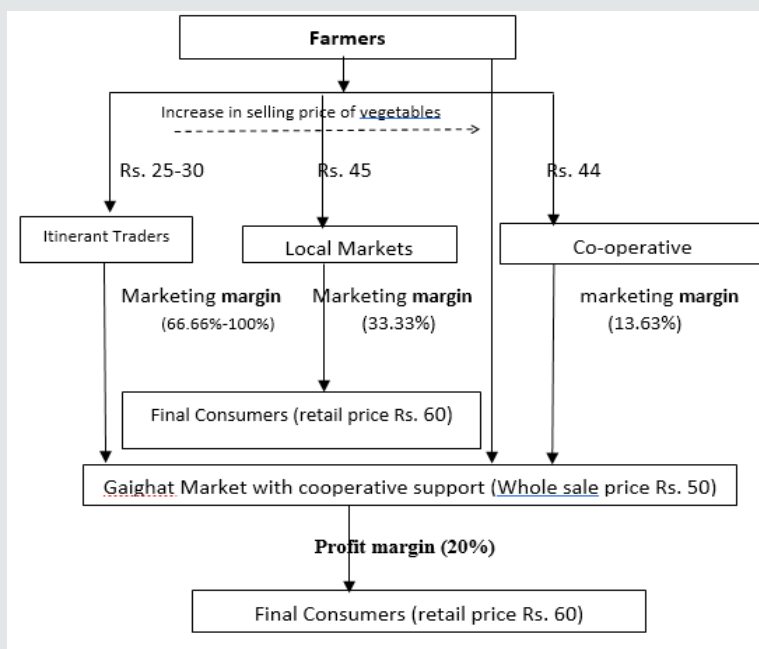 Farmers
Increase in selling price of vegetables
Rs. 25-30
Rs. 45
Rs. 44
Itinerant Traders
Local Markets
Co-operative
Marketing margin
(66.66%-100%)
Marketing margin
(33.33%)
marketing margin
(13.63%)
Final Consumers (retail price Rs. 60)
Gaighat Market with cooperative support (Whole sale price Rs. 50)
Profit margin (20%)
Final Consumers (retail price Rs. 60)